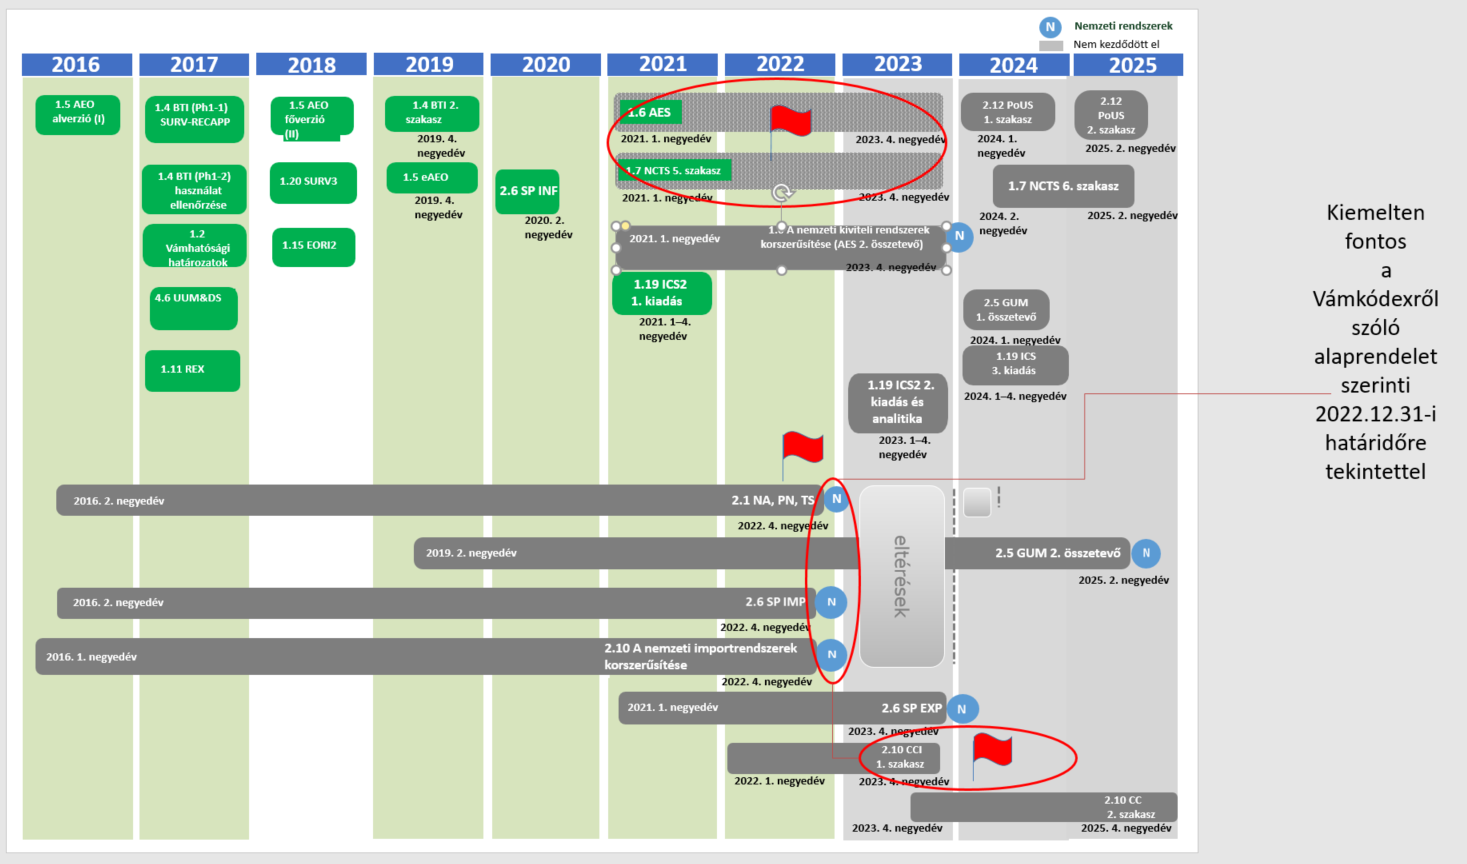 N
Nemzeti rendszerek
Nem kezdődött el
2016
2017
2018
2019
2020
2021
2022
2023
2024
2025
1.5 AEO
alverzió (I)
1.4 BTI (Ph1-1)
SURV-RECAPP
1.5 AEO
főverzió
(II)
1.4 BTI 2.
szakasz
2019. 4.
negyedév
1.6 AES
2021. 1. negyedév
2023. 4. negyedév
2.12 PoUS
1. szakasz
2024. 1.
negyedév
2.12
PoUS
2. szakasz
2025. 2. negyedév
1.4 BTI (Ph1-2)
használat
ellenőrzése
1.20 SURV3
1.5 eAEO
2019. 4.
negyedév
2.6 SP INF
2020. 2.
negyedév
1.7 NCTS 5. szakasz
2021. 1. negyedév
2023. 4. negyedév
1.7 NCTS 6. szakasz
2024. 2.
negyedév
2025. 2. negyedév
1.2
Vámhatósági
határozatok
1.15 EORI2
2021. 1. negyedév
A nemzeti kiviteli rendszerek
korszerűsítése (AES 2. összetevő)
2023. 4. negyedév
N
4.6 UUM&DS
1.19 ICS2
1. kiadás
2021. 1–4.
negyedév
2.5 GUM
1. összetevő
2024. 1. negyedév
1.11 REX
1.19 ICS
3. kiadás
2024. 1–4. negyedév
1.19 ICS2 2.
kiadás és
analitika
2023. 1–4.
negyedév
2016. 2. negyedév
2.1 NA, PN, TS
N
2022. 4. negyedév
2019. 2. negyedév
2.5 GUM 2. összetevő
N
2025. 2. negyedév
eltérések
2016. 2. negyedév
2.6 SP IMP
N
2022. 4. negyedév
2016. 1. negyedév
2.10 A nemzeti importrendszerek
korszerűsítése
N
2022. 4. negyedév
2021. 1. negyedév
2.6 SP EXP
N
2023. 4. negyedév
2.10 CCI
1. szakasz
2022. 1. negyedév
2023. 4. negyedév
2.10 CC
2. szakasz
2023. 4. negyedév
2025. 4. negyedév
Kiemelten
fontos
a
Vámkódexről
szóló
alaprendelet
szerinti
2022.12.31-i
határidőre
tekintettel